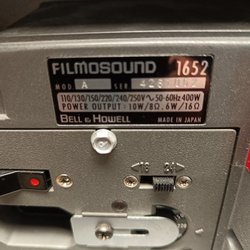 FILMOSOUND 1652
MOD A SER
110/130/150/220/240/250V ~ 50-60Hz 400W
POWER OUTPUT: 10W/8Ω. 6W/16Ω
BELL & HOWELL MADE IN JAPAN
18 24